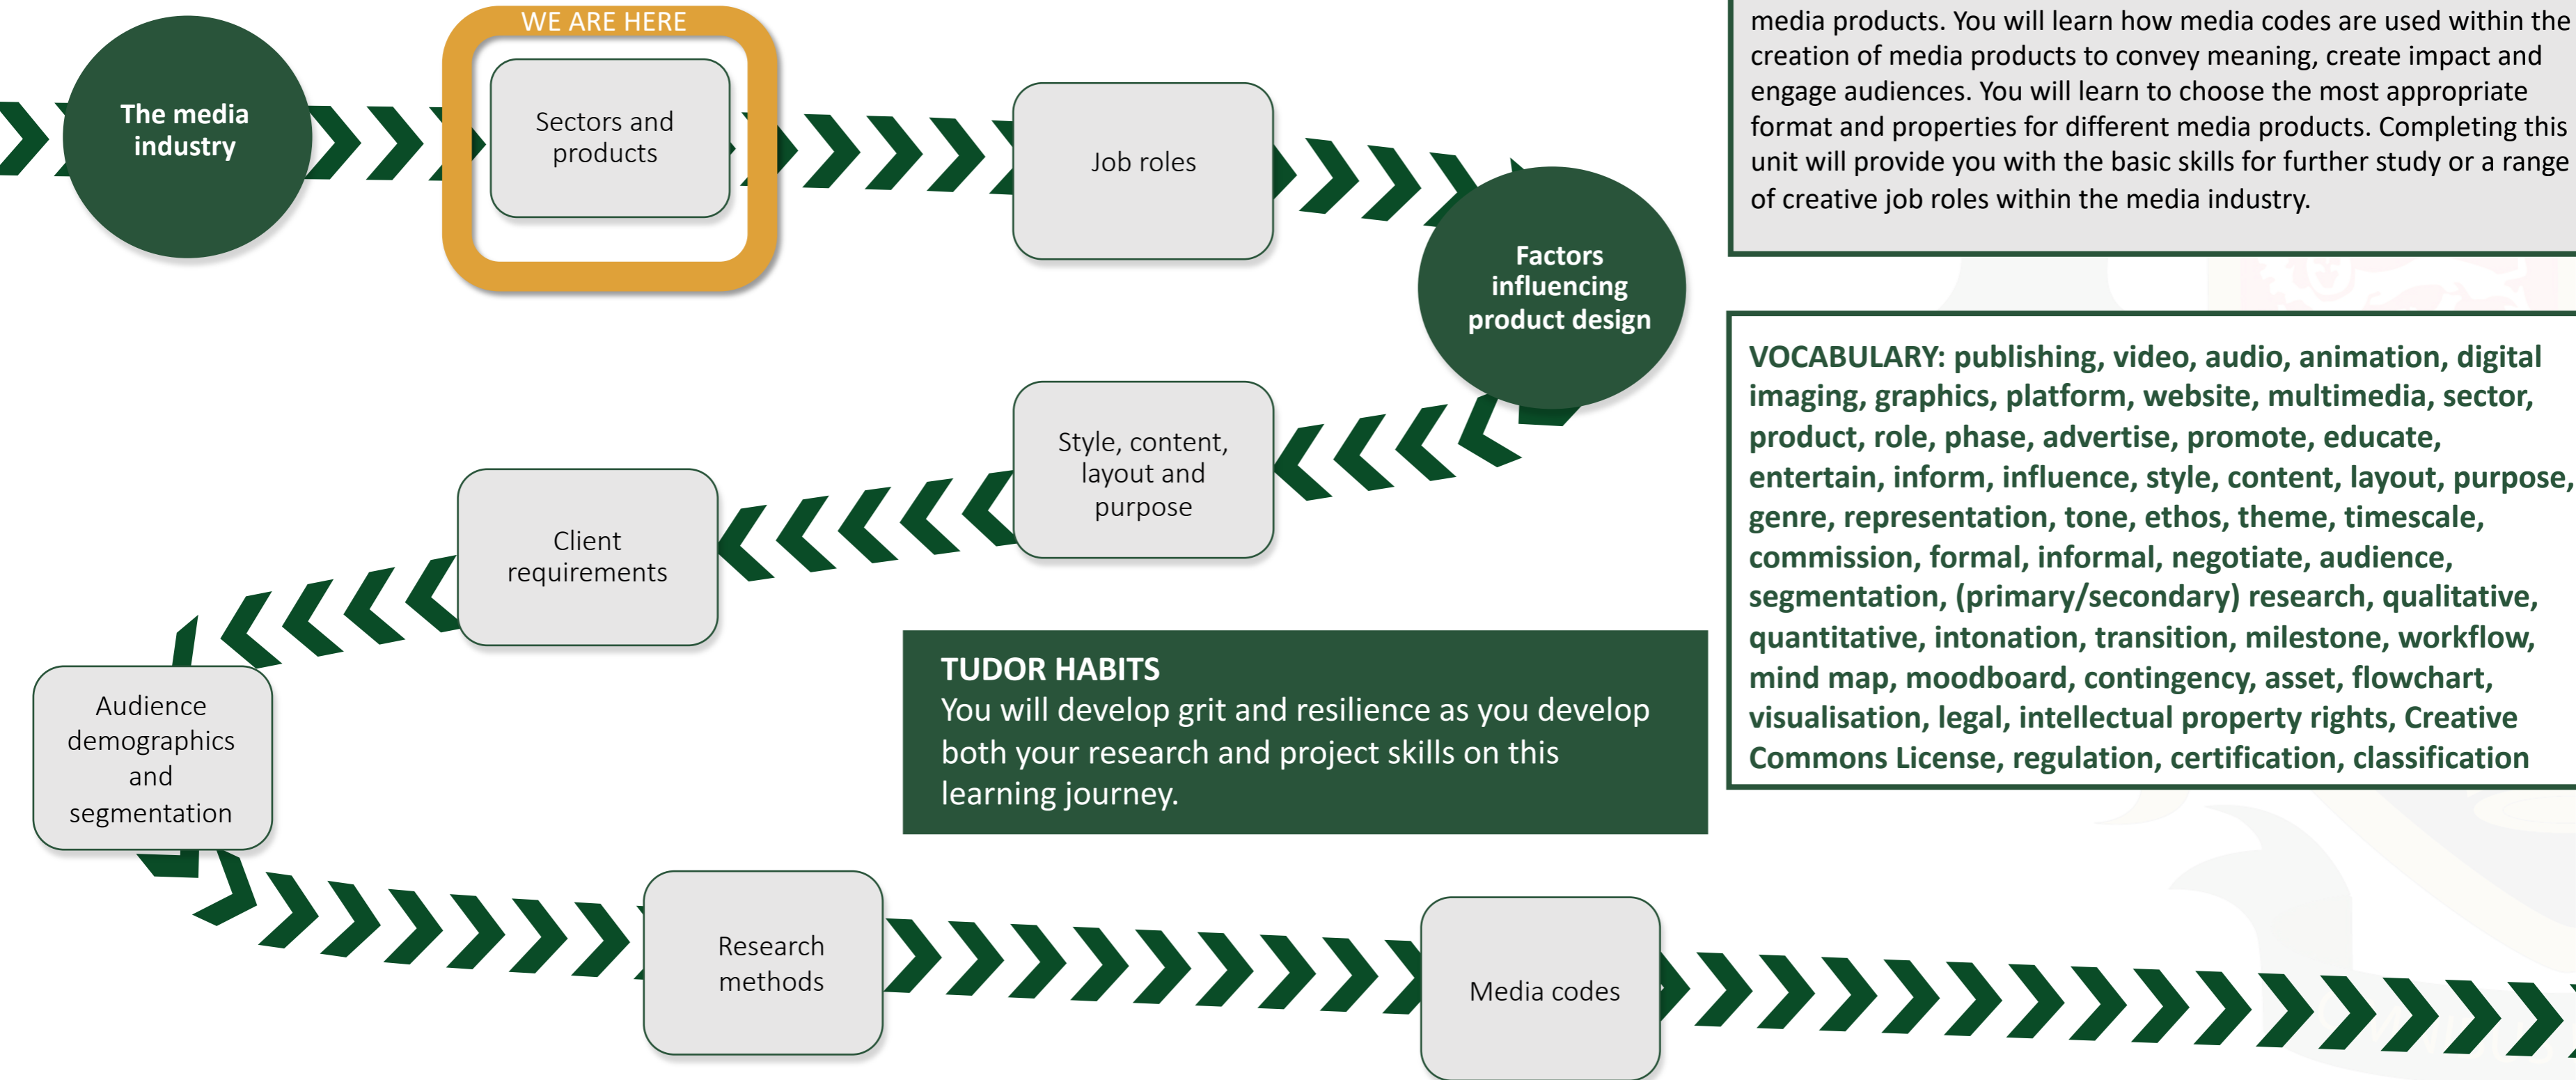 WE ARE HERE
The media
industry
Sectors and
products
Job roles
Factors
influencing
product design
Style, content,
layout and
purpose
Client
requirements
Audience
demographics
and
segmentation
Research
methods
Media codes
TUDOR HABITS
You will develop grit and resilience as you develop
both your research and project skills on this
learning journey.
media products. You will learn how media codes are used within the
creation of media products to convey meaning, create impact and
engage audiences. You will learn to choose the most appropriate
format and properties for different media products. Completing this
unit will provide you with the basic skills for further study or a range
of creative job roles within the media industry.
VOCABULARY: publishing, video, audio, animation, digital
imaging, graphics, platform, website, multimedia, sector,
product, role, phase, advertise, promote, educate,
entertain, inform, influence, style, content, layout, purpose,
genre, representation, tone, ethos, theme, timescale,
commission, formal, informal, negotiate, audience,
segmentation, (primary/secondary) research, qualitative,
quantitative, intonation, transition, milestone, workflow,
mind map, moodboard, contingency, asset, flowchart,
visualisation, legal, intellectual property rights, Creative
Commons License, regulation, certification, classification